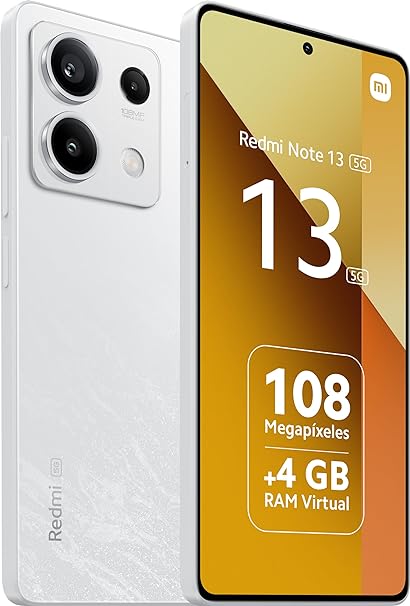 108MP
mi
Redmi Note 13 5G
13
5G
108
Megapíxeles
+4 GB
RAM Virtual
Redmi 5G